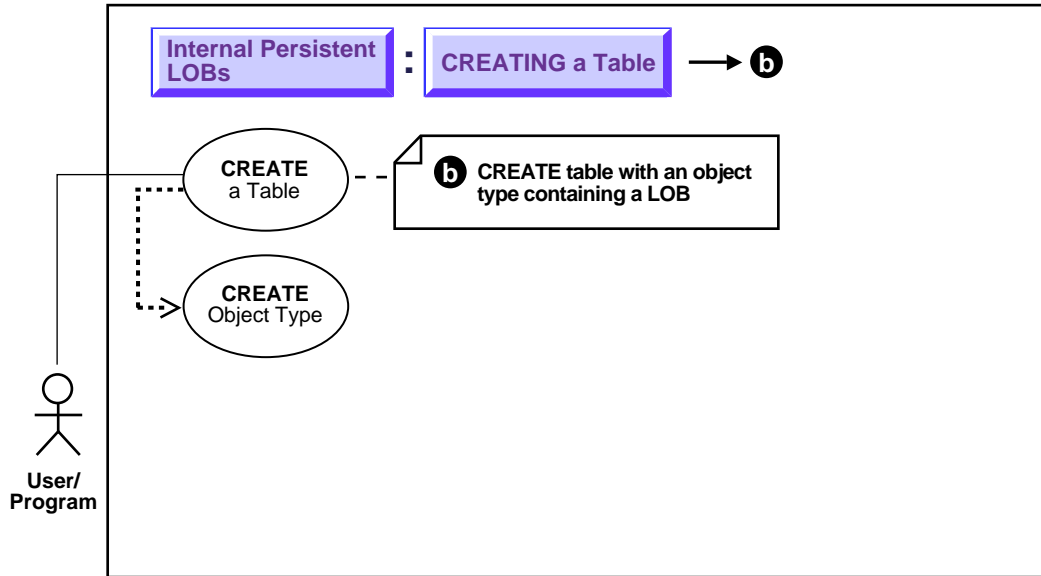 Internal Persistent
LOBs
:
CREATING a Table
b
CREATE
a Table
b CREATE table with an object
type containing a LOB
CREATE
Object Type
User/
Program